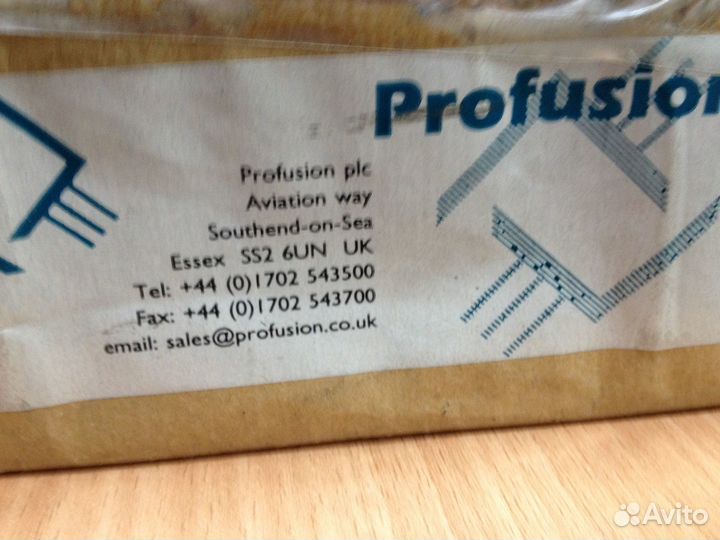 Profusion
Profusion plc
Aviation way
Southend-on-Sea
Essex SS2 6UN UK
Tel: +44 (0)1702 543500
Fax: +44 (0)1702 543700
email: sales@profusion.co.uk
Avito